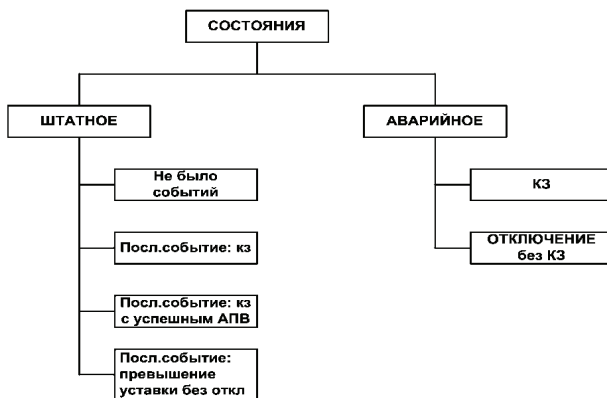 СОСТОЯНИЯ
ШТАТНОЕ
АВАРИЙНОЕ
Не было
событий
Посл.событие: кз
Посл.событие: кз
с успешным АПВ
Посл.событие:
превышение
уставки без откл
КЗ
ОТКЛЮЧЕНИЕ
без КЗ